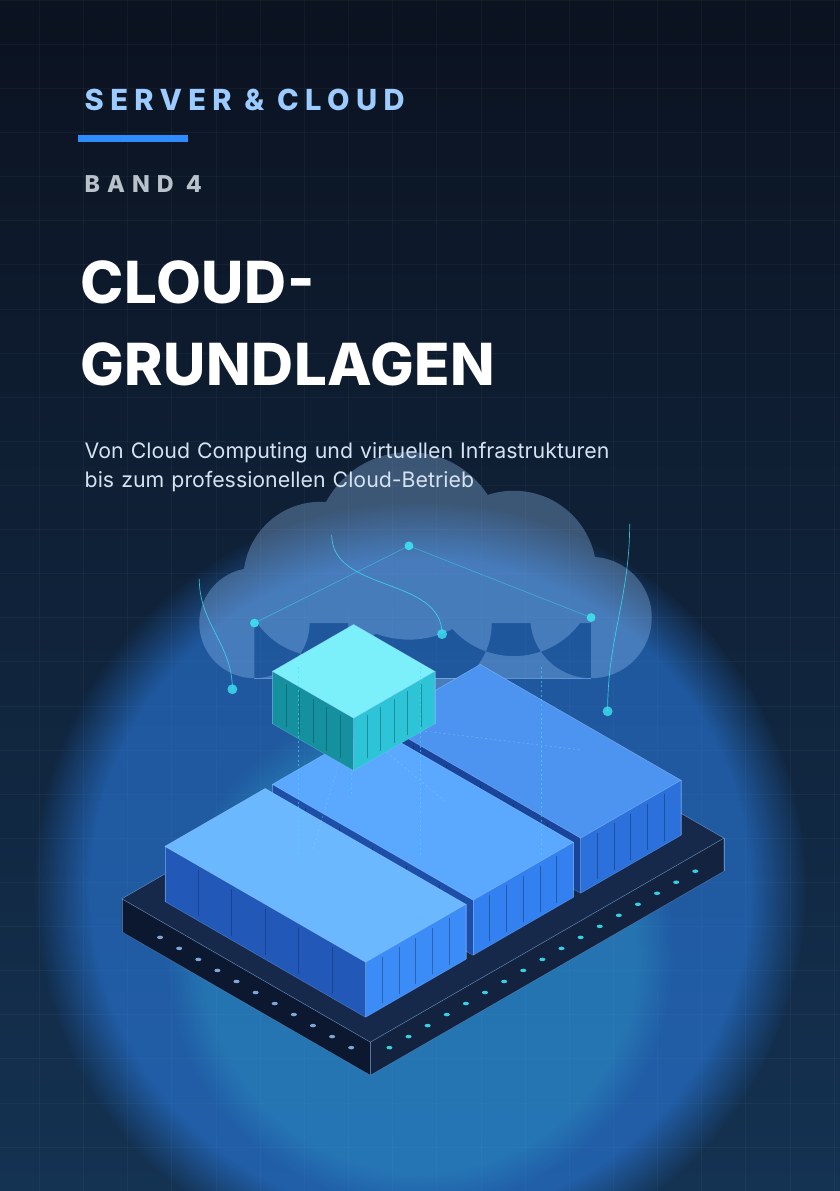 SERVER & CLOUD
BAND 4
CLOUD-
GRUNDLAGEN
Von Cloud Computing und virtuellen Infrastrukturen
bis zum professionellen Cloud-Betrieb